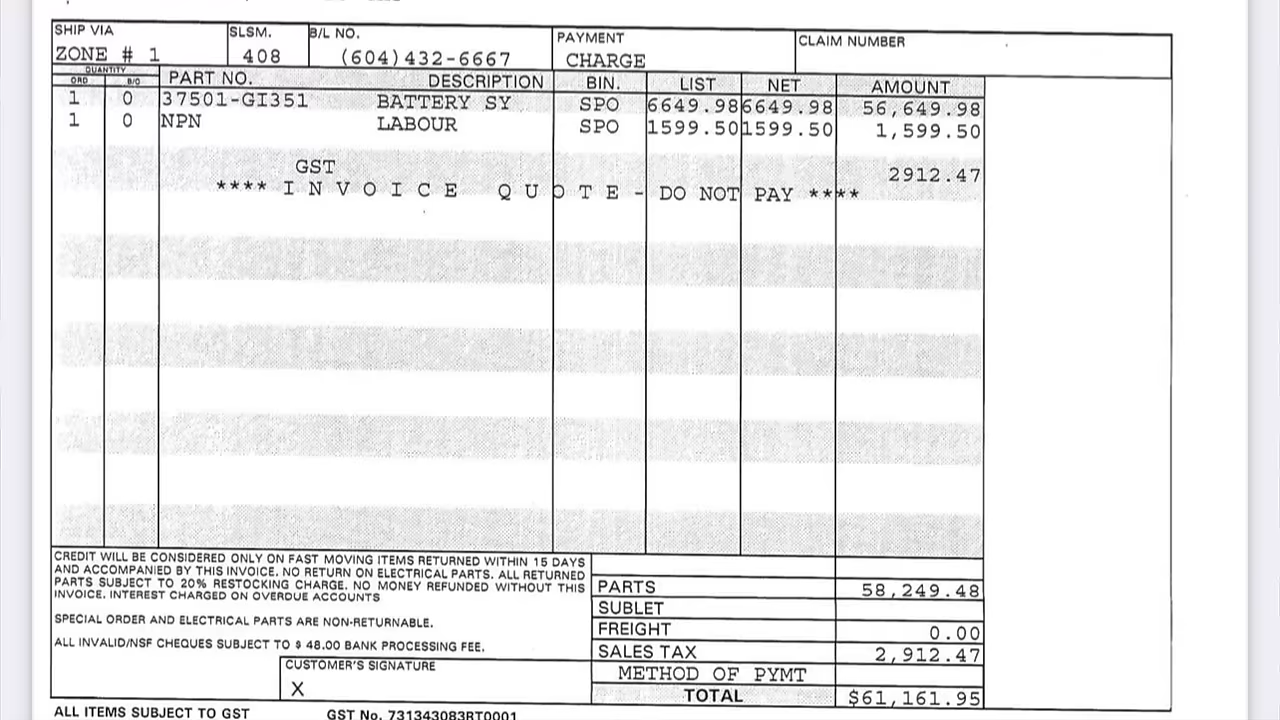 SHIP VIA SLSM. B/L NO. PAYMENT CLAIM NUMBER
ZONE # 1 408 (604)432-6667 CHARGE
QUANTITY
ORD B/O PART NO. DESCRIPTION BIN. LIST NET AMOUNT
1 0 37501-GI351 BATTERY SY SPO 6649.98 6649.98 56,649.98
1 0 NPN LABOUR SPO 1599.50 1599.50 1,599.50
GST 2912.47
**** I N V O I C E Q U O T E - DO NOT PAY ****
CREDIT WILL BE CONSIDERED ONLY ON FAST MOVING ITEMS RETURNED WITHIN 15 DAYS
AND ACCOMPANIED BY THIS INVOICE. NO RETURN ON ELECTRICAL PARTS. ALL RETURNED
PARTS SUBJECT TO 20% RESTOCKING CHARGE. NO MONEY REFUNDED WITHOUT THIS
INVOICE. INTEREST CHARGED ON OVERDUE ACCOUNTS
SPECIAL ORDER AND ELECTRICAL PARTS ARE NON-RETURNABLE.
ALL INVALID/NSF CHEQUES SUBJECT TO $ 48.00 BANK PROCESSING FEE.
CUSTOMER'S SIGNATURE
X
PARTS 58,249.48
SUBLET
FREIGHT 0.00
SALES TAX 2,912.47
METHOD OF PYMT
TOTAL $61,161.95
ALL ITEMS SUBJECT TO GST GST No. 731343083RT0001